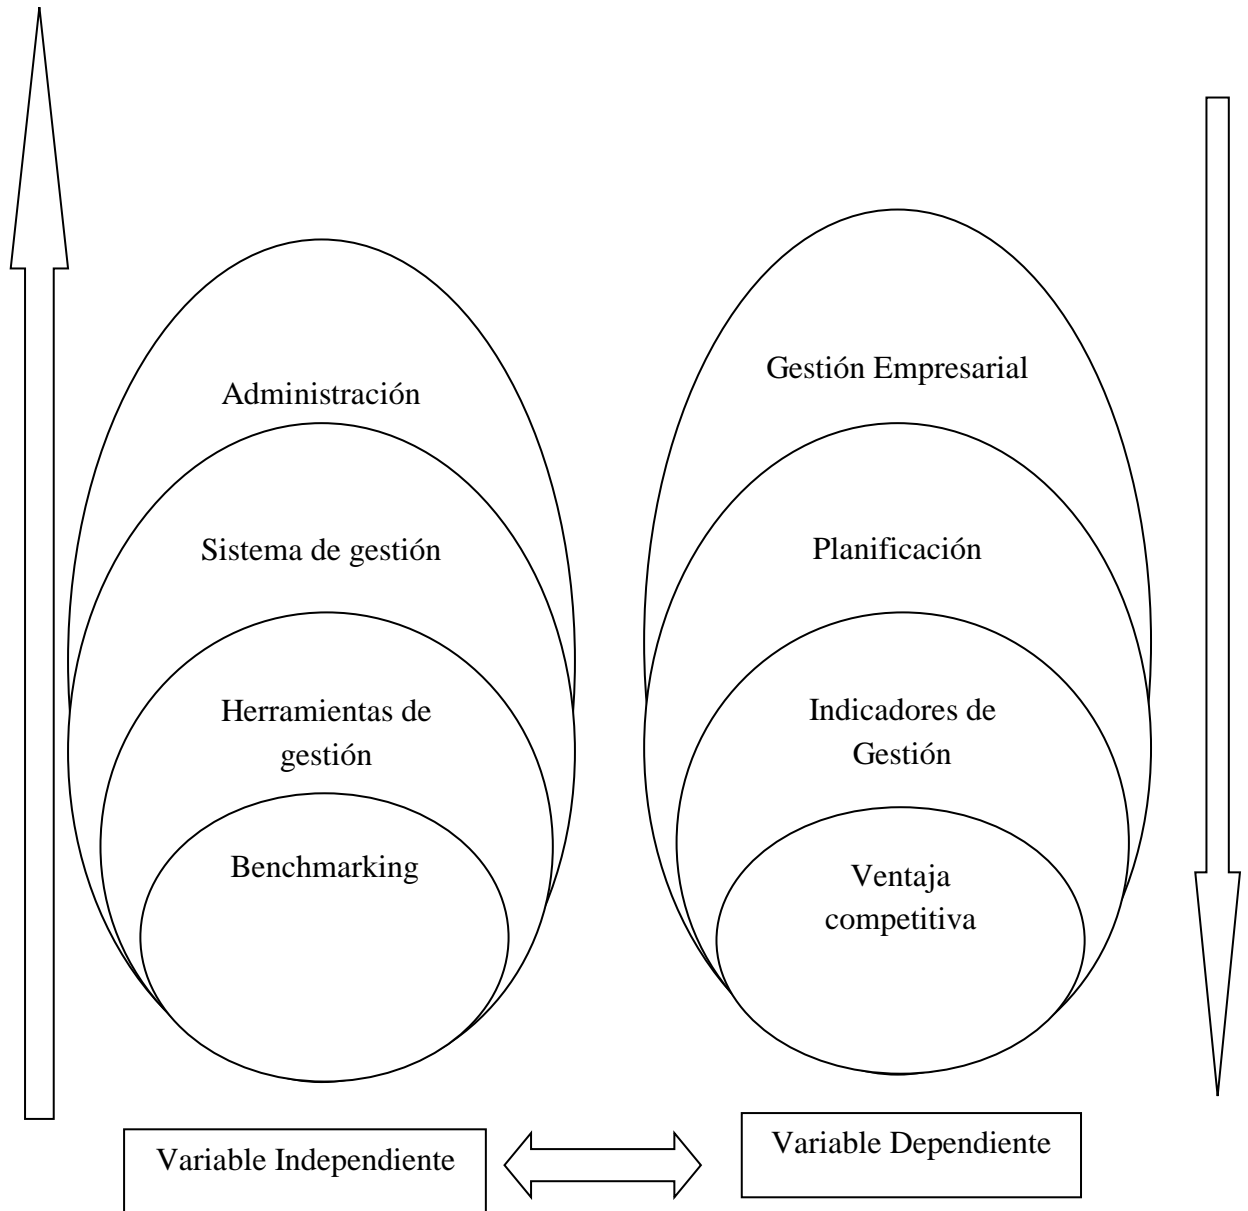 Administración
Sistema de gestión
Herramientas de
gestión
Benchmarking
Variable Independiente
Gestión Empresarial
Planificación
Indicadores de
Gestión
Ventaja
competitiva
Variable Dependiente